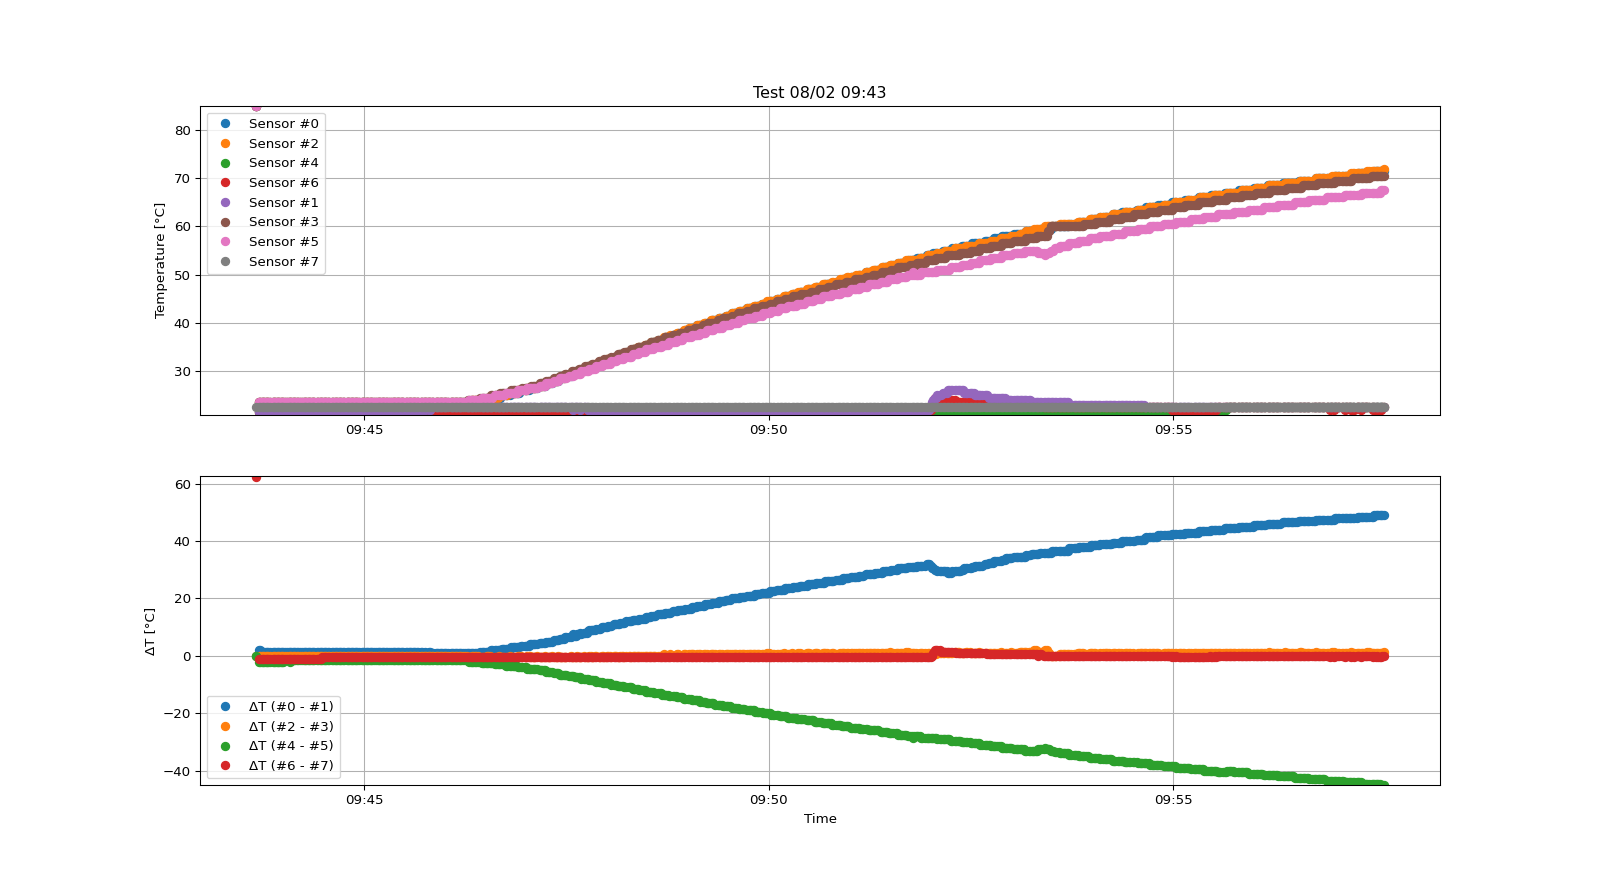 Test 08/02 09:43
Temperature [°C]
80
70
60
50
40
30
Sensor #0
Sensor #2
Sensor #4
Sensor #6
Sensor #1
Sensor #3
Sensor #5
Sensor #7
09:45 09:50 09:55
ΔT [°C]
60
40
20
0
−20
−40
ΔT (#0 - #1)
ΔT (#2 - #3)
ΔT (#4 - #5)
ΔT (#6 - #7)
09:45 09:50 09:55
Time